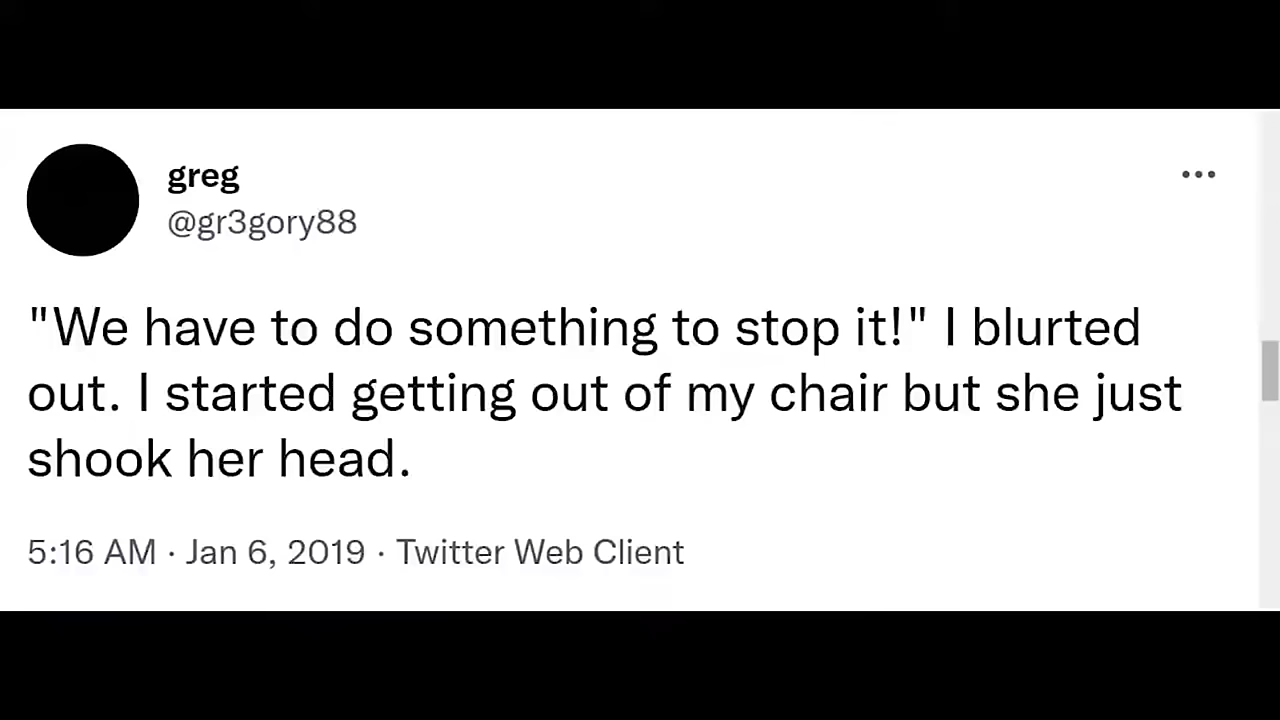 greg
@gr3gory88
"We have to do something to stop it!" I blurted
out. I started getting out of my chair but she just
shook her head.
5:16 AM · Jan 6, 2019 · Twitter Web Client